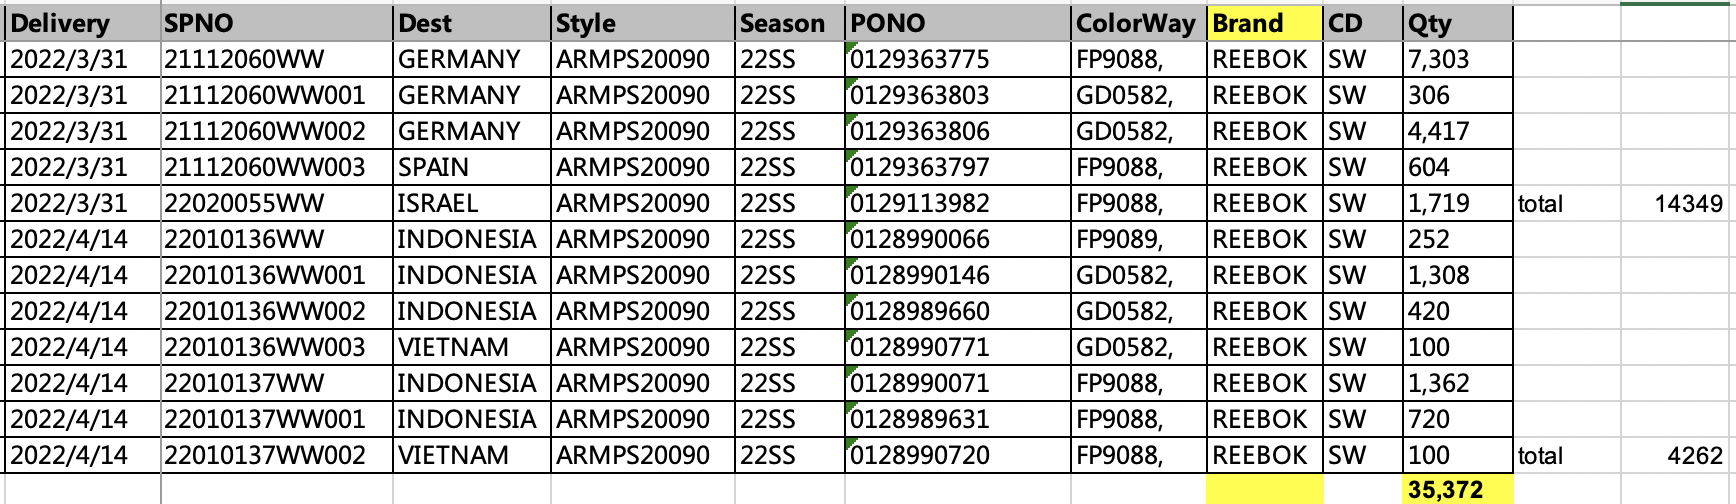 Delivery SPNO Dest Style Season PONO ColorWay Brand CD Qty
2022/3/31 21112060WW GERMANY ARMPS20090 22SS 0129363775 FP9088, REEBOK SW 7,303
2022/3/31 21112060WW001 GERMANY ARMPS20090 22SS 0129363803 GD0582, REEBOK SW 306
2022/3/31 21112060WW002 GERMANY ARMPS20090 22SS 0129363806 GD0582, REEBOK SW 4,417
2022/3/31 21112060WW003 SPAIN ARMPS20090 22SS 0129363797 FP9088, REEBOK SW 604
2022/3/31 22020055WW ISRAEL ARMPS20090 22SS 0129113982 FP9088, REEBOK SW 1,719 total 14349
2022/4/14 22010136WW INDONESIA ARMPS20090 22SS 0128990066 FP9089, REEBOK SW 252
2022/4/14 22010136WW001 INDONESIA ARMPS20090 22SS 0128990146 GD0582, REEBOK SW 1,308
2022/4/14 22010136WW002 INDONESIA ARMPS20090 22SS 0128989660 GD0582, REEBOK SW 420
2022/4/14 22010136WW003 VIETNAM ARMPS20090 22SS 0128990771 GD0582, REEBOK SW 100
2022/4/14 22010137WW INDONESIA ARMPS20090 22SS 0128990071 FP9088, REEBOK SW 1,362
2022/4/14 22010137WW001 INDONESIA ARMPS20090 22SS 0128989631 FP9088, REEBOK SW 720
2022/4/14 22010137WW002 VIETNAM ARMPS20090 22SS 0128990720 FP9088, REEBOK SW 100 total 4262
35,372